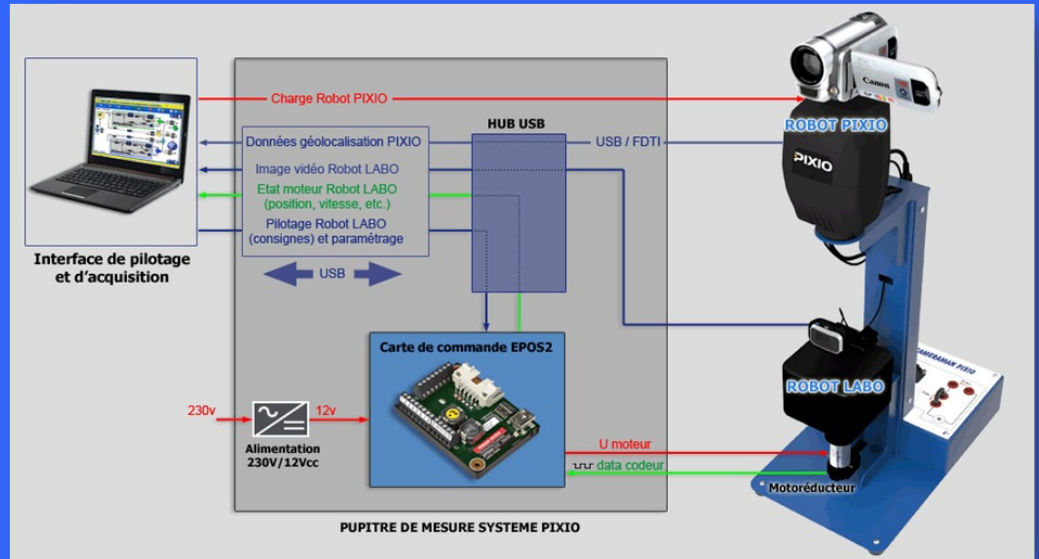 Charge Robot PIXIO
HUB USB
Données géolocalisation PIXIO
USB / FDTI
Image vidéo Robot LABO
Etat moteur Robot LABO
(position, vitesse, etc.)
Pilotage Robot LABO
(consignes) et paramétrage
USB
Interface de pilotage
et d'acquisition
Canon
ROBOT PIXIO
PIXIO
Carte de commande EPOS2
230v
12v
Alimentation
230V/12Vcc
U moteur
data codeur
ROBOT LABO
CAMERAMAN PIXIO
Motoréducteur
PUPITRE DE MESURE SYSTEME PIXIO